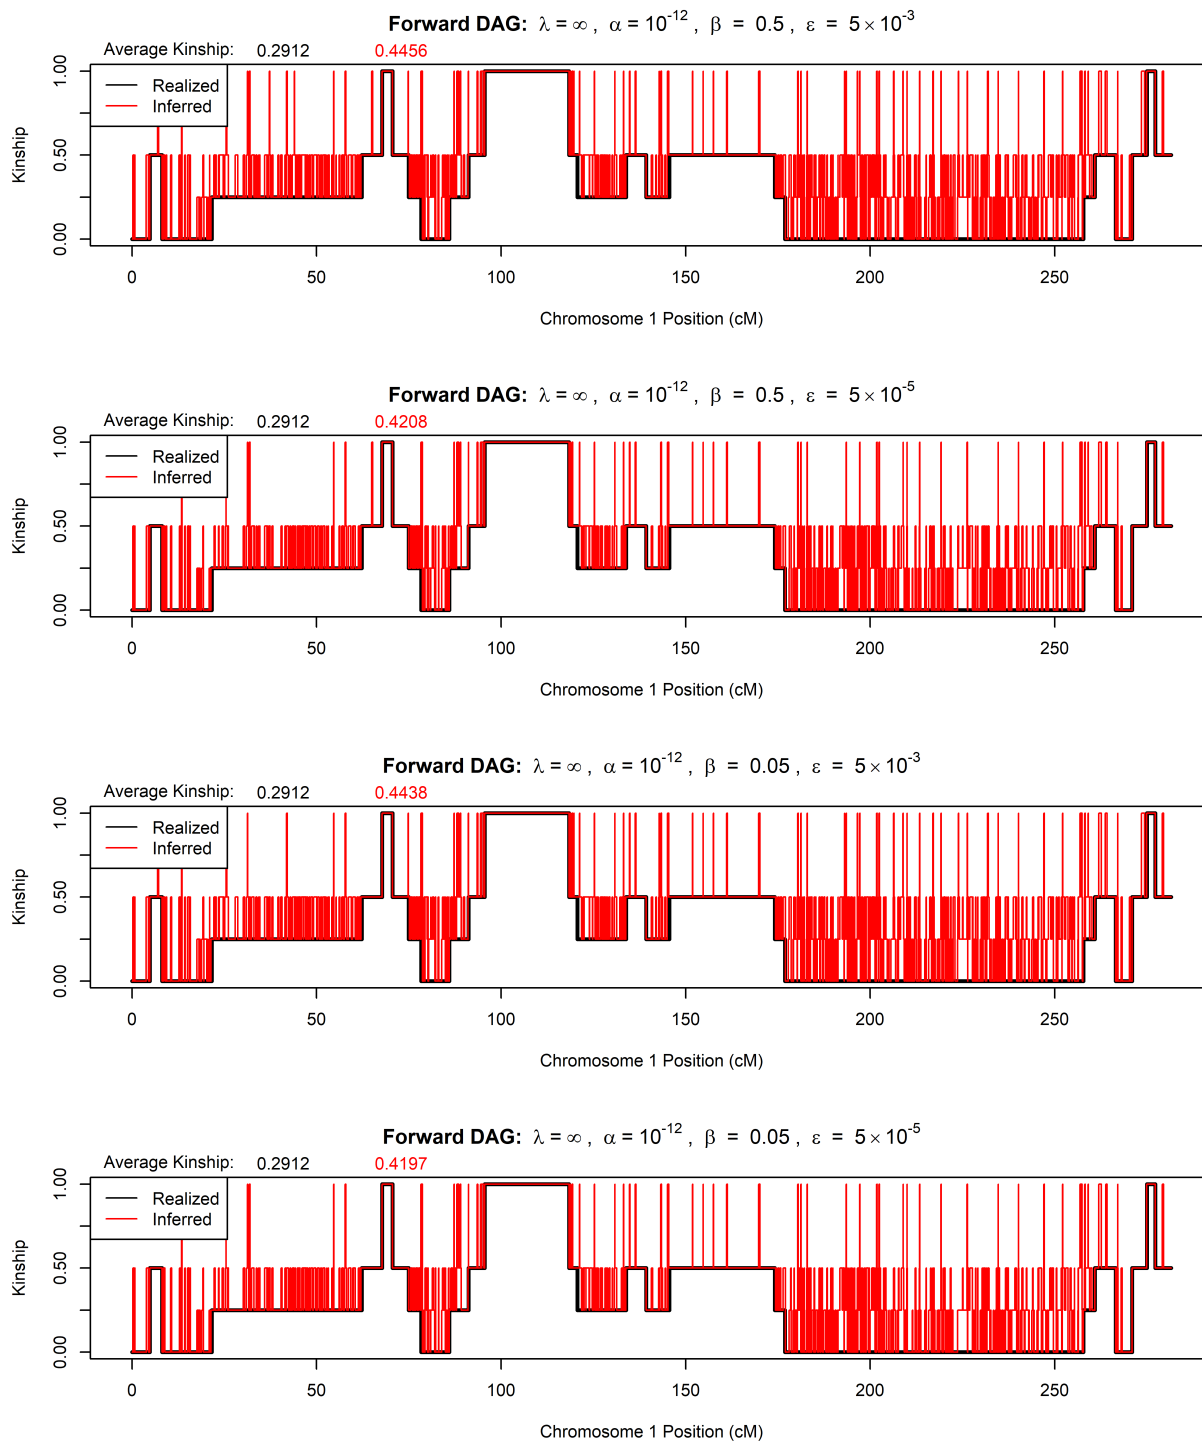 Forward DAG: λ = ∞ , α = 10^-12 , β = 0.5 , ε = 5 × 10^-3
Average Kinship: 0.2912 0.4456
Realized
Inferred
Kinship
0.00 0.50 1.00
0 50 100 150 200 250
Chromosome 1 Position (cM)
Forward DAG: λ = ∞ , α = 10^-12 , β = 0.5 , ε = 5 × 10^-5
Average Kinship: 0.2912 0.4208
Realized
Inferred
Kinship
0.00 0.50 1.00
0 50 100 150 200 250
Chromosome 1 Position (cM)
Forward DAG: λ = ∞ , α = 10^-12 , β = 0.05 , ε = 5 × 10^-3
Average Kinship: 0.2912 0.4438
Realized
Inferred
Kinship
0.00 0.50 1.00
0 50 100 150 200 250
Chromosome 1 Position (cM)
Forward DAG: λ = ∞ , α = 10^-12 , β = 0.05 , ε = 5 × 10^-5
Average Kinship: 0.2912 0.4197
Realized
Inferred
Kinship
0.00 0.50 1.00
0 50 100 150 200 250
Chromosome 1 Position (cM)